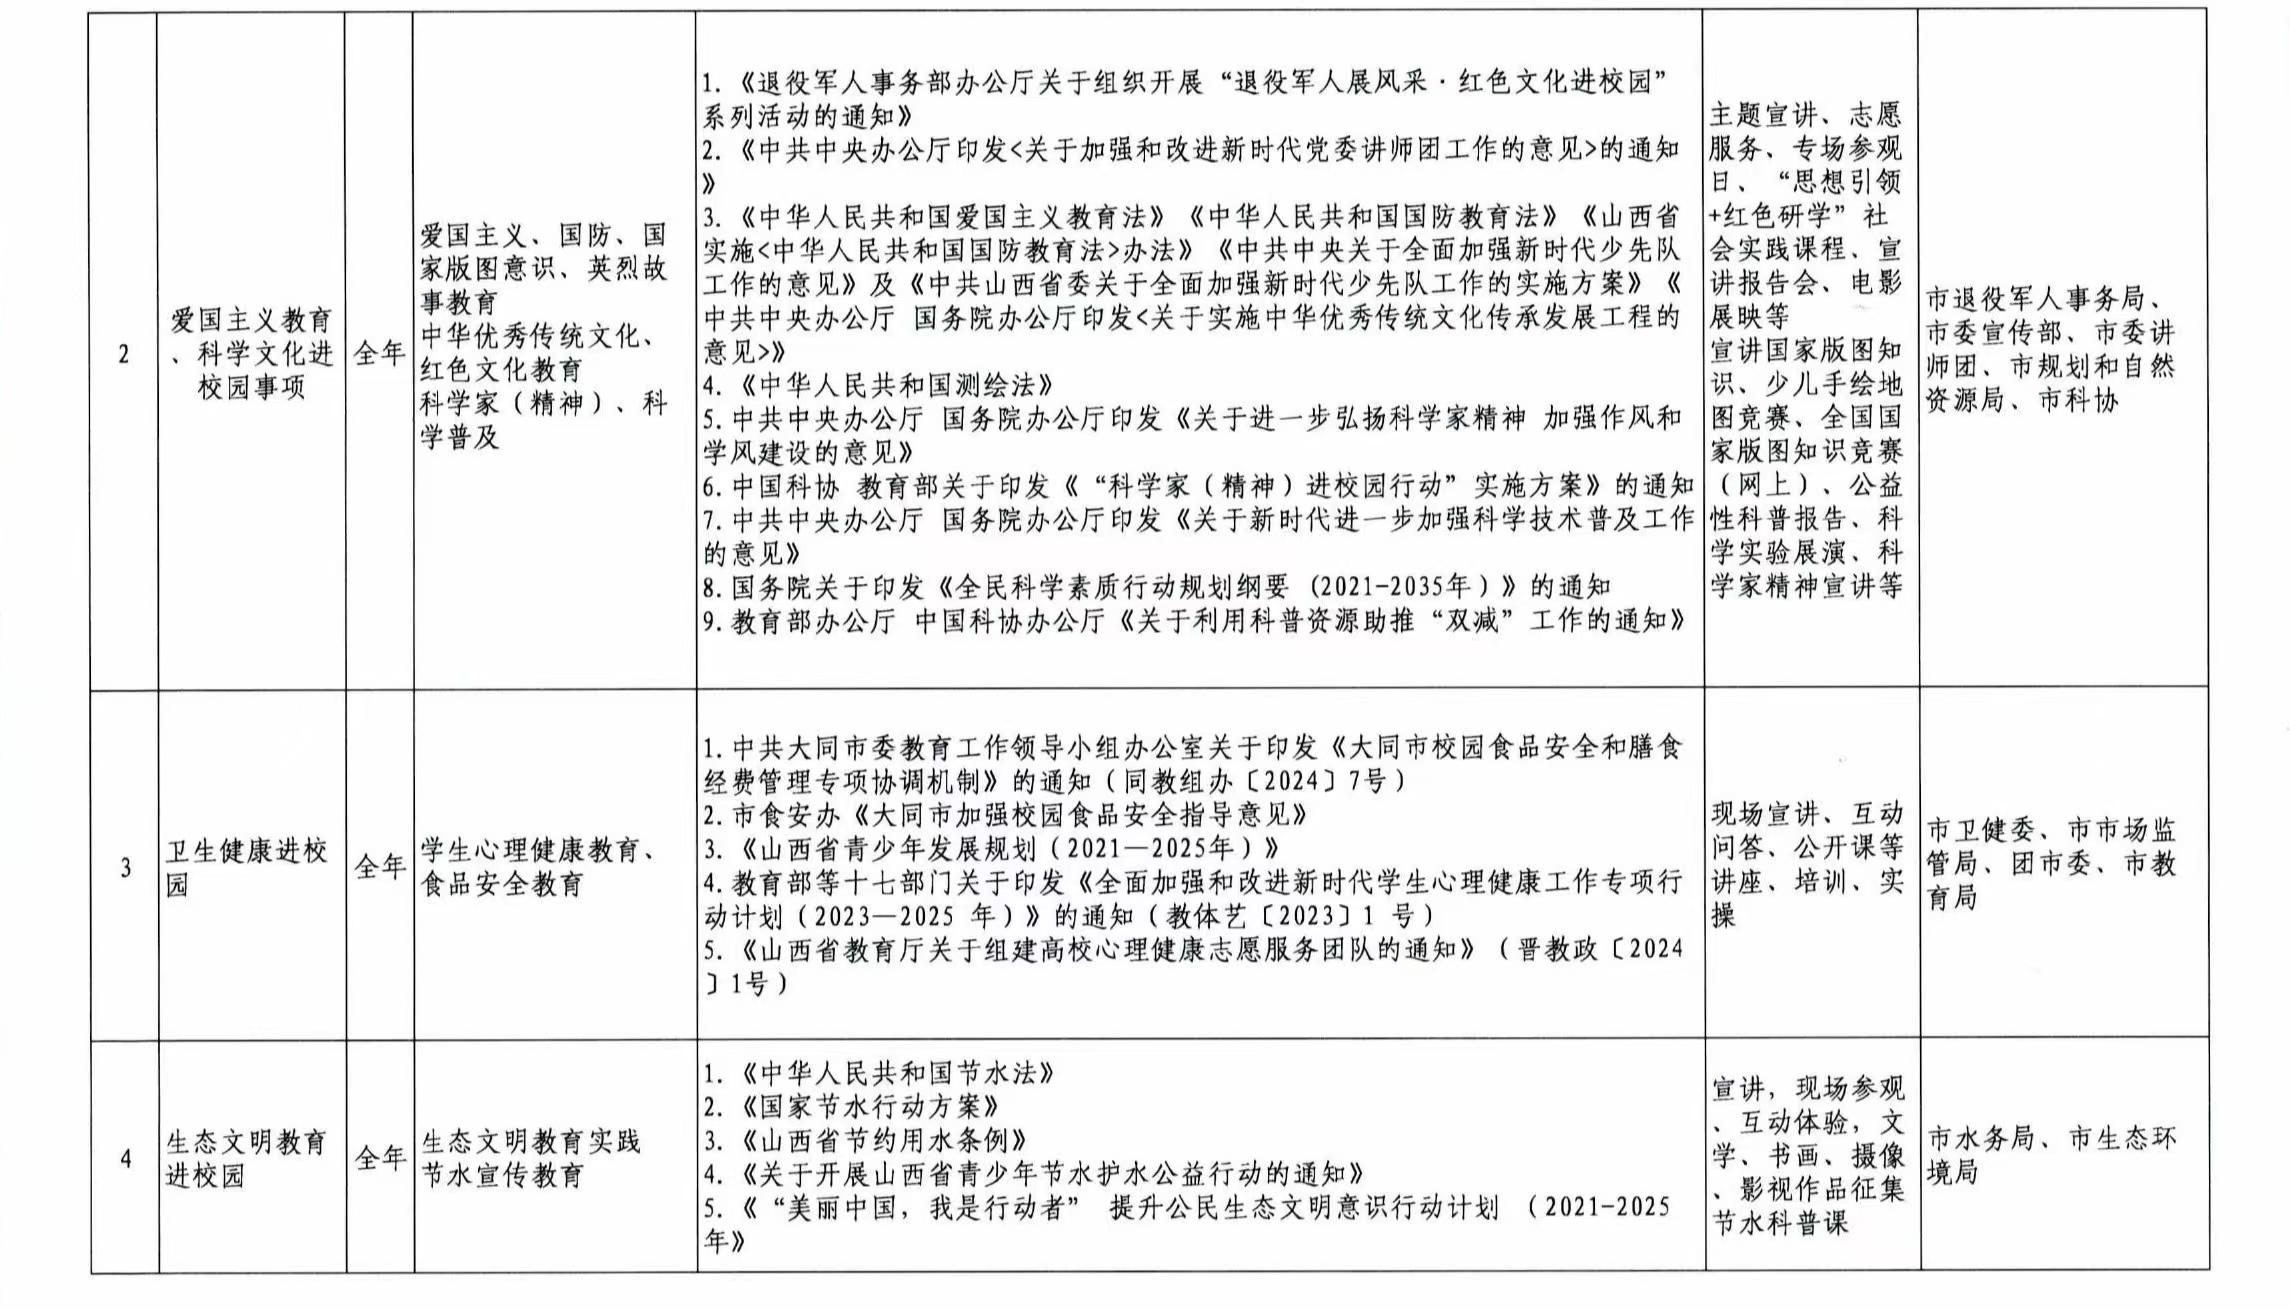 2
爱国主义教育
、科学文化进
校园事项
全年
爱国主义、国防、国
家版图意识、英烈故
事教育
中华优秀传统文化、
红色文化教育
科学家（精神）、科
学普及
1.《退役军人事务部办公厅关于组织开展“退役军人展风采·红色文化进校园”
系列活动的通知》
2.《中共中央办公厅印发<关于加强和改进新时代党委讲师团工作的意见>的通知
》
3.《中华人民共和国爱国主义教育法》《中华人民共和国国防教育法》《山西省
实施<中华人民共和国国防教育法>办法》《中共中央关于全面加强新时代少先队
工作的意见》及《中共山西省委关于全面加强新时代少先队工作的实施方案》《
中共中央办公厅 国务院办公厅印发<关于实施中华优秀传统文化传承发展工程的
意见>》
4.《中华人民共和国测绘法》
5.中共中央办公厅 国务院办公厅印发《关于进一步弘扬科学家精神 加强作风和
学风建设的意见》
6.中国科协 教育部关于印发《“科学家（精神）进校园行动”实施方案》的通知
7.中共中央办公厅 国务院办公厅印发《关于新时代进一步加强科学技术普及工作
的意见》
8.国务院关于印发《全民科学素质行动规划纲要（2021-2035年）》的通知
9.教育部办公厅 中国科协办公厅《关于利用科普资源助推“双减”工作的通知》
主题宣讲、志愿
服务、专场参观
日、“思想引领
+红色研学”社
会实践课程、宣
讲报告会、电影
展映等
宣讲国家版图知
识、少儿手绘地
图竞赛、全国国
家版图知识竞赛
（网上）、公益
性科普报告、科
学实验展演、科
学家精神宣讲等
市退役军人事务局、
市委宣传部、市委讲
师团、市规划和自然
资源局、市科协
3
卫生健康进校
园
全年
学生心理健康教育、
食品安全教育
1.中共大同市委教育工作领导小组办公室关于印发《大同市校园食品安全和膳食
经费管理专项协调机制》的通知（同教组办〔2024〕7号）
2.市食安办《大同市加强校园食品安全指导意见》
3.《山西省青少年发展规划（2021—2025年）》
4.教育部等十七部门关于印发《全面加强和改进新时代学生心理健康工作专项行
动计划（2023—2025 年）》的通知（教体艺〔2023〕1 号）
5.《山西省教育厅关于组建高校心理健康志愿服务团队的通知》（晋教政〔2024
〕1号）
现场宣讲、互动
问答、公开课等
讲座、培训、实
操
市卫健委、市市场监
管局、团市委、市教
育局
4
生态文明教育
进校园
全年
生态文明教育实践
节水宣传教育
1.《中华人民共和国节水法》
2.《国家节水行动方案》
3.《山西省节约用水条例》
4.《关于开展山西省青少年节水护水公益行动的通知》
5.《“美丽中国，我是行动者” 提升公民生态文明意识行动计划 （2021-2025
年》
宣讲，现场参观
、互动体验，文
学、书画、摄像
、影视作品征集
节水科普课
市水务局、市生态环
境局